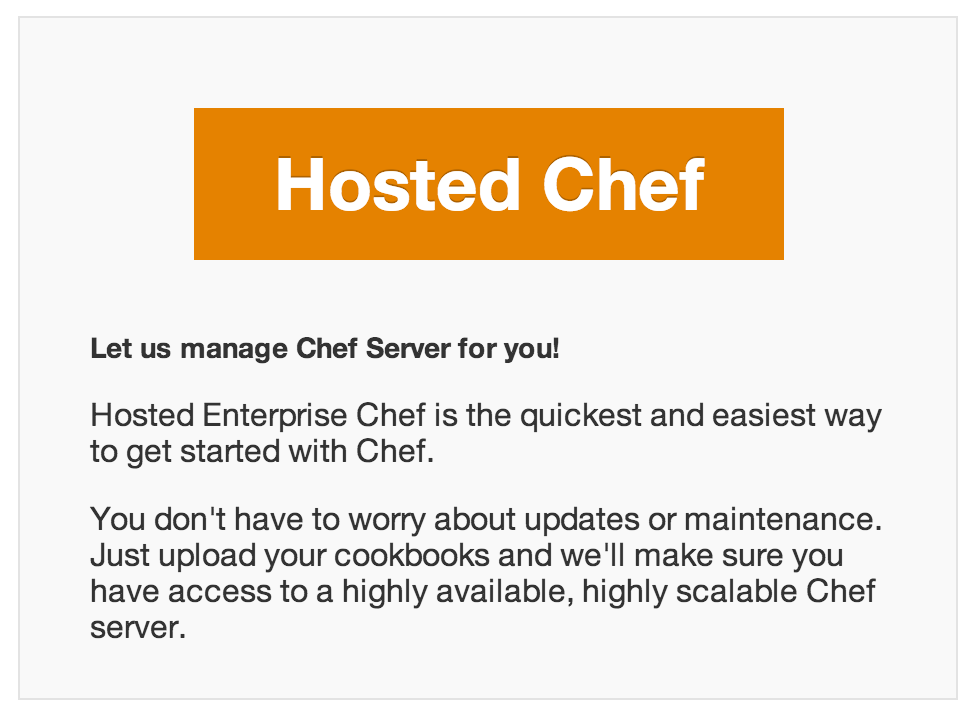 Hosted Chef
Let us manage Chef Server for you!
Hosted Enterprise Chef is the quickest and easiest way
to get started with Chef.
You don't have to worry about updates or maintenance.
Just upload your cookbooks and we'll make sure you
have access to a highly available, highly scalable Chef
server.